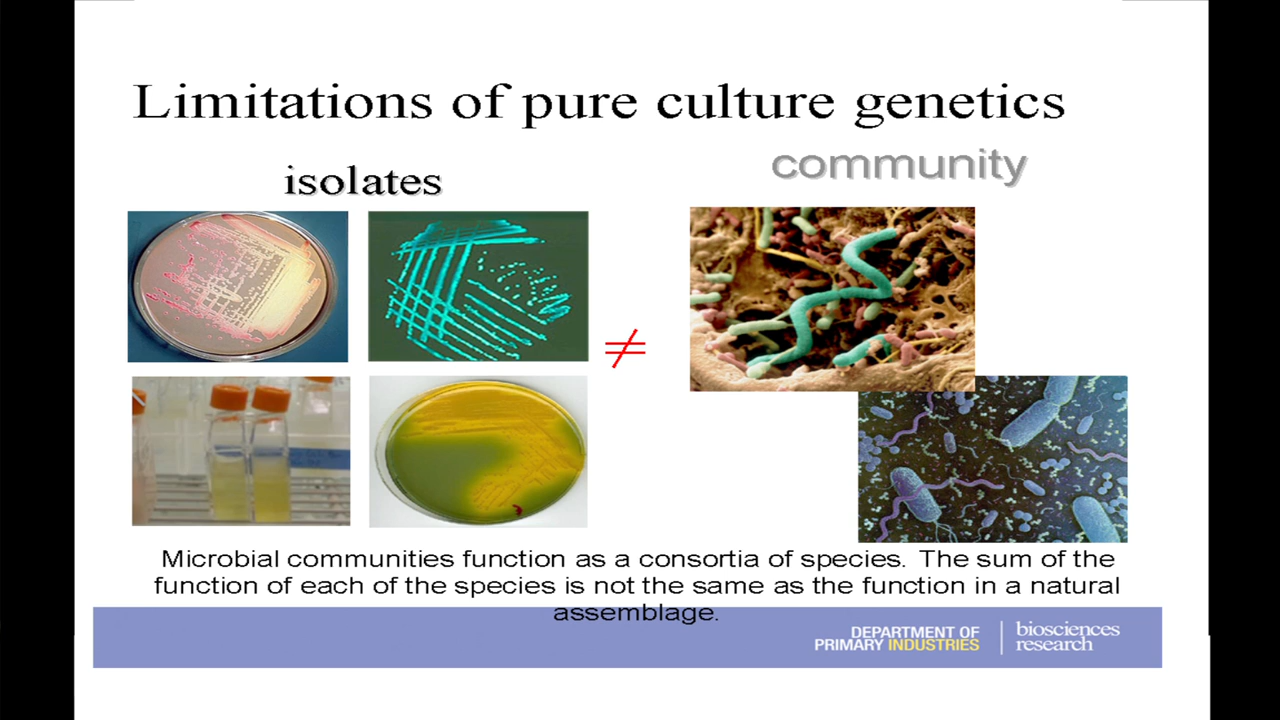 Limitations of pure culture genetics
isolates
community
≠
Microbial communities function as a consortia of species. The sum of the
function of each of the species is not the same as the function in a natural
assemblage.
DEPARTMENT OF
PRIMARY INDUSTRIES
biosciences
research